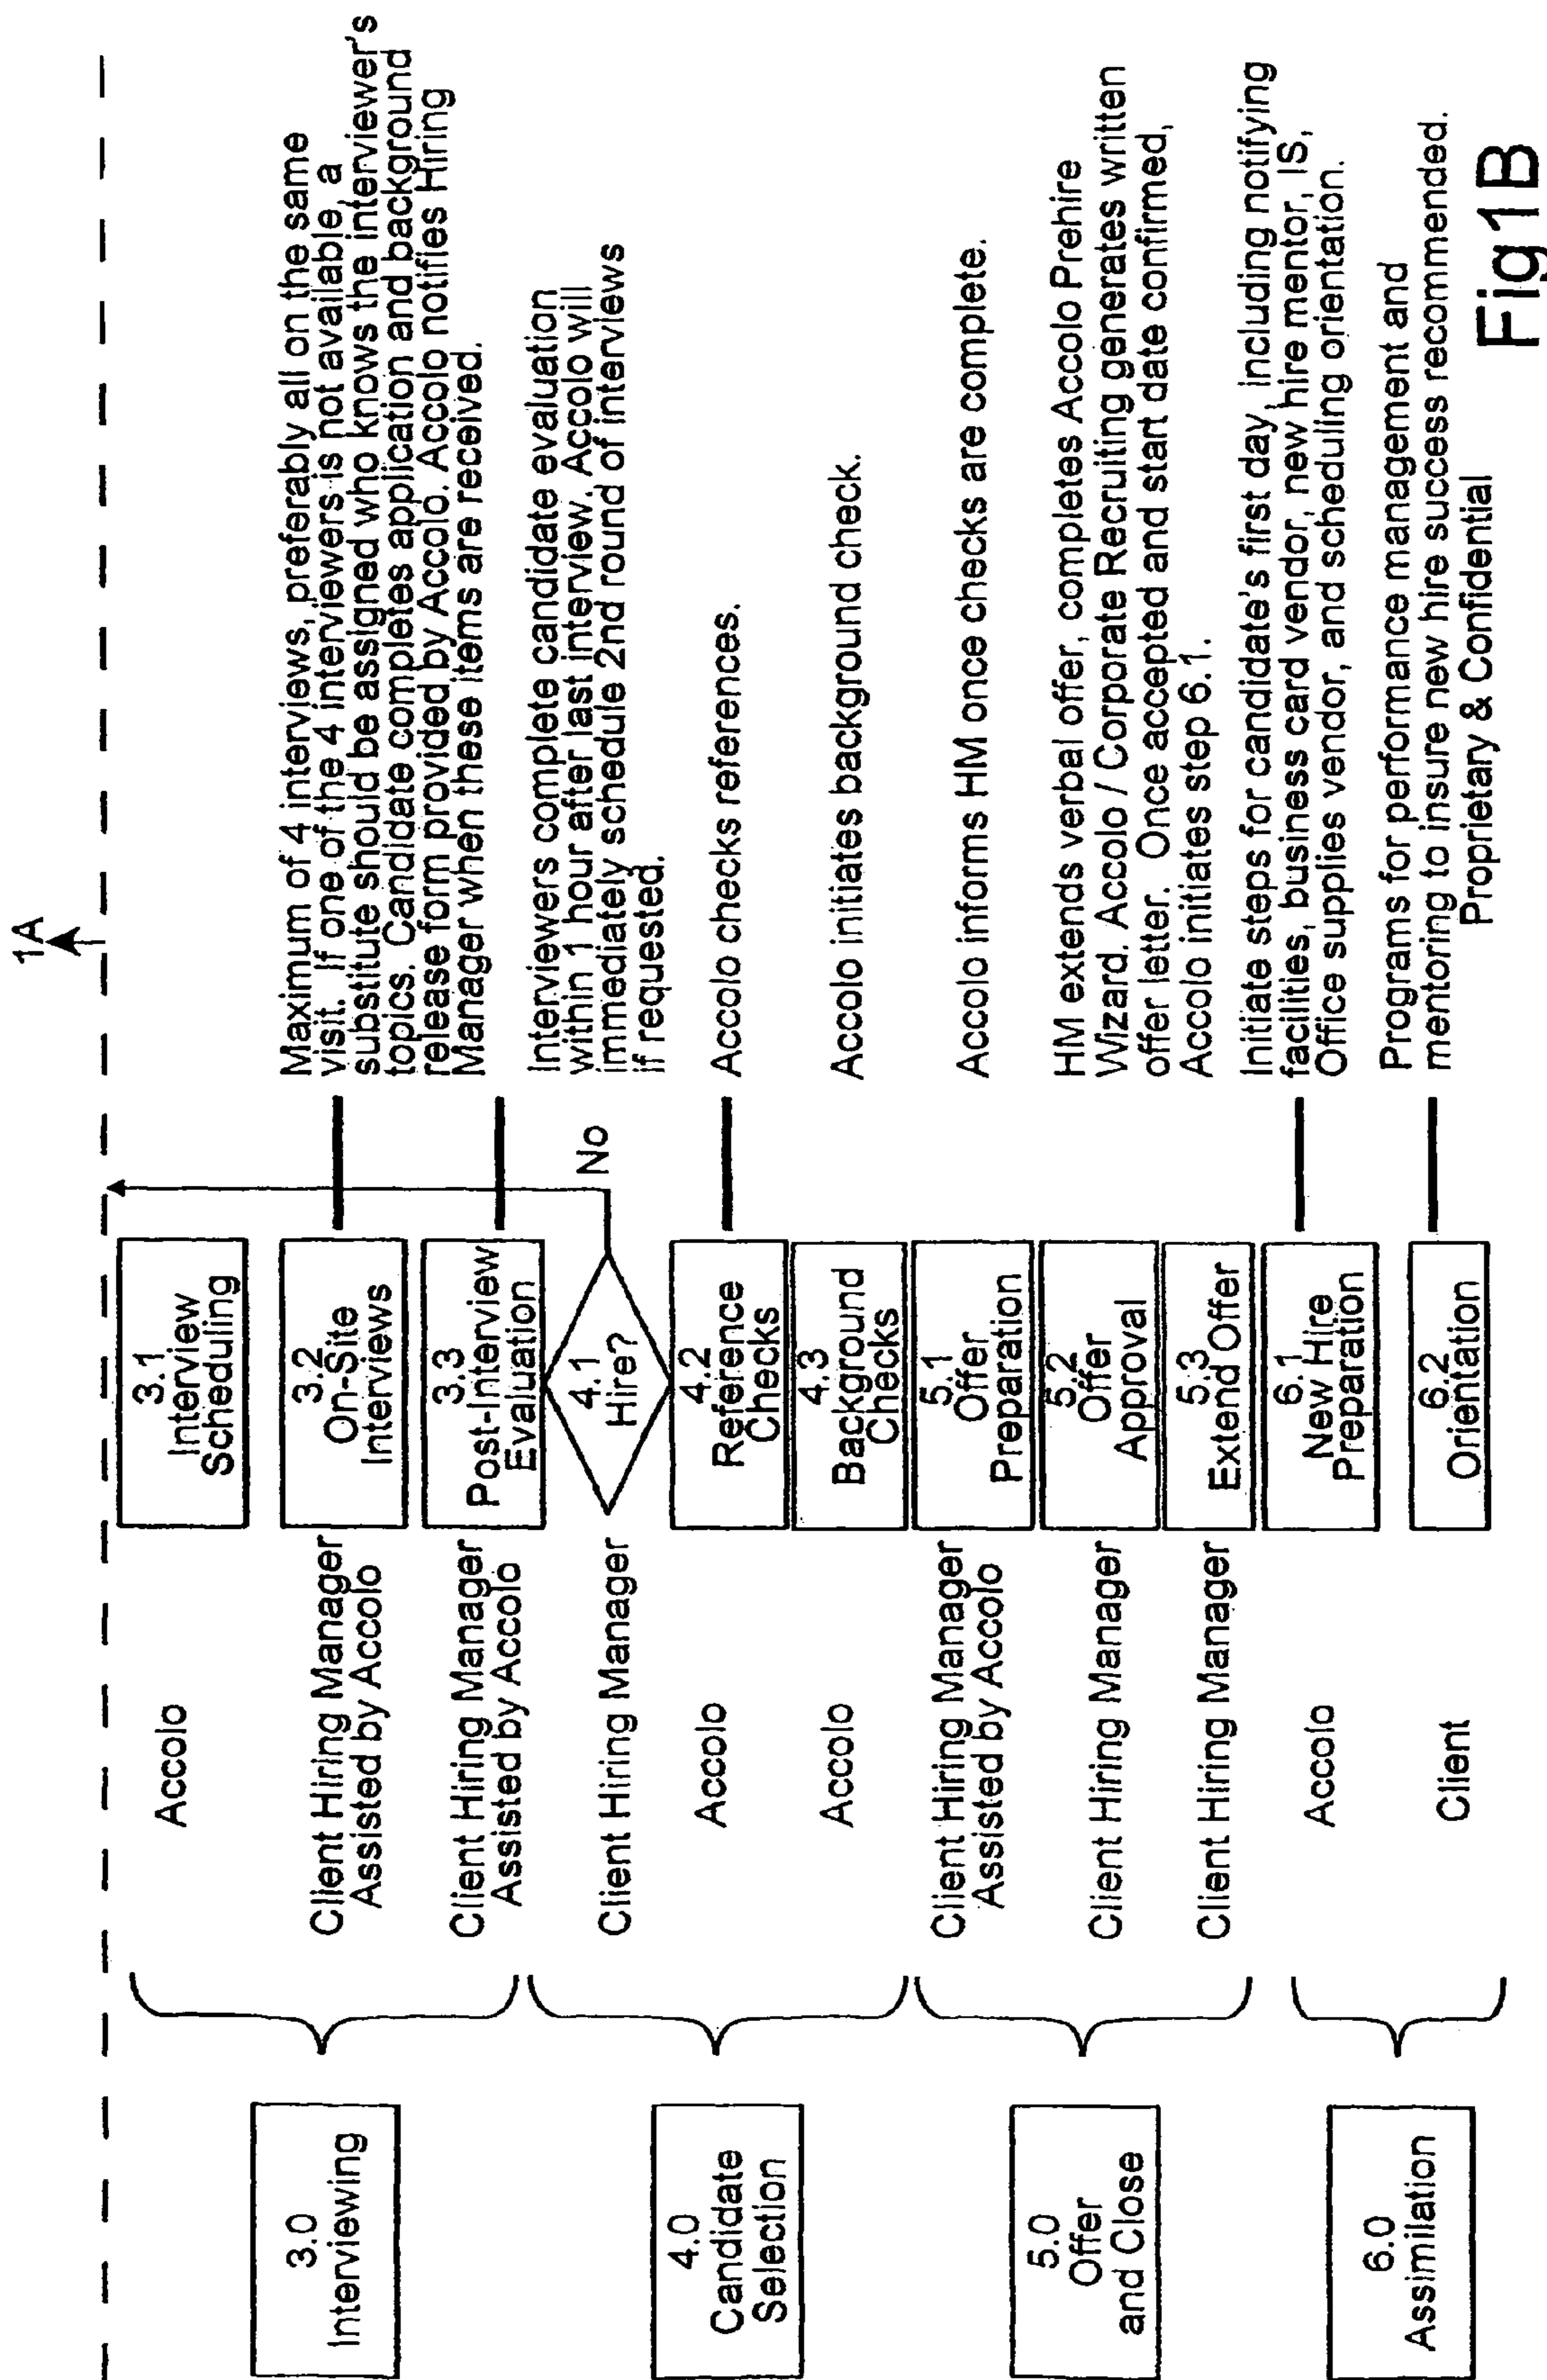 1A
3.0
Interviewing
Accolo
3.1
Interview
Scheduling
Client Hiring Manager
Assisted by Accolo
3.2
On-Site
Interviews
Maximum of 4 interviews, preferably all on the same
visit. If one of the 4 interviewers is not available, a
substitute should be assigned who knows the interviewer's
topics. Candidate completes application and background
release form provided by Accolo. Accolo notifies Hiring
Manager when these items are received.
Client Hiring Manager
Assisted by Accolo
3.3
Post-Interview
Evaluation
Interviewers complete candidate evaluation
within 1 hour after last interview. Accolo will
immediately schedule 2nd round of interviews
if requested.
4.0
Candidate
Selection
Client Hiring Manager
4.1
Hire?
No
Accolo
4.2
Reference
Checks
Accolo checks references.
Accolo
4.3
Background
Checks
Accolo initiates background check.
5.0
Offer
and Close
Client Hiring Manager
Assisted by Accolo
5.1
Offer
Preparation
Accolo informs HM once checks are complete.
Client Hiring Manager
5.2
Offer
Approval
HM extends verbal offer, completes Accolo Prehire
Wizard. Accolo / Corporate Recruiting generates written
offer letter. Once accepted and start date confirmed,
Accolo initiates step 6.1.
Client Hiring Manager
5.3
Extend Offer
6.0
Assimilation
Accolo
6.1
New Hire
Preparation
Initiate steps for candidate's first day, including notifying
facilities, business card vendor, new hire mentor, IS,
Office supplies vendor, and scheduling orientation.
Client
6.2
Orientation
Programs for performance management and
mentoring to insure new hire success recommended.
Proprietary & Confidential
Fig1B